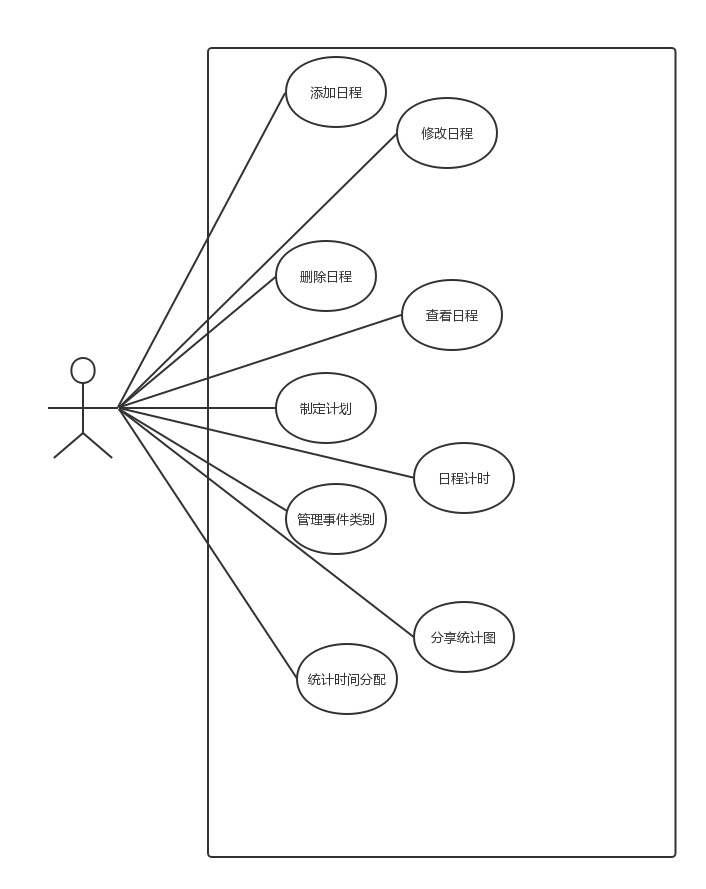 添加日程
修改日程
删除日程
查看日程
制定计划
日程计时
管理事件类别
分享统计图
统计时间分配